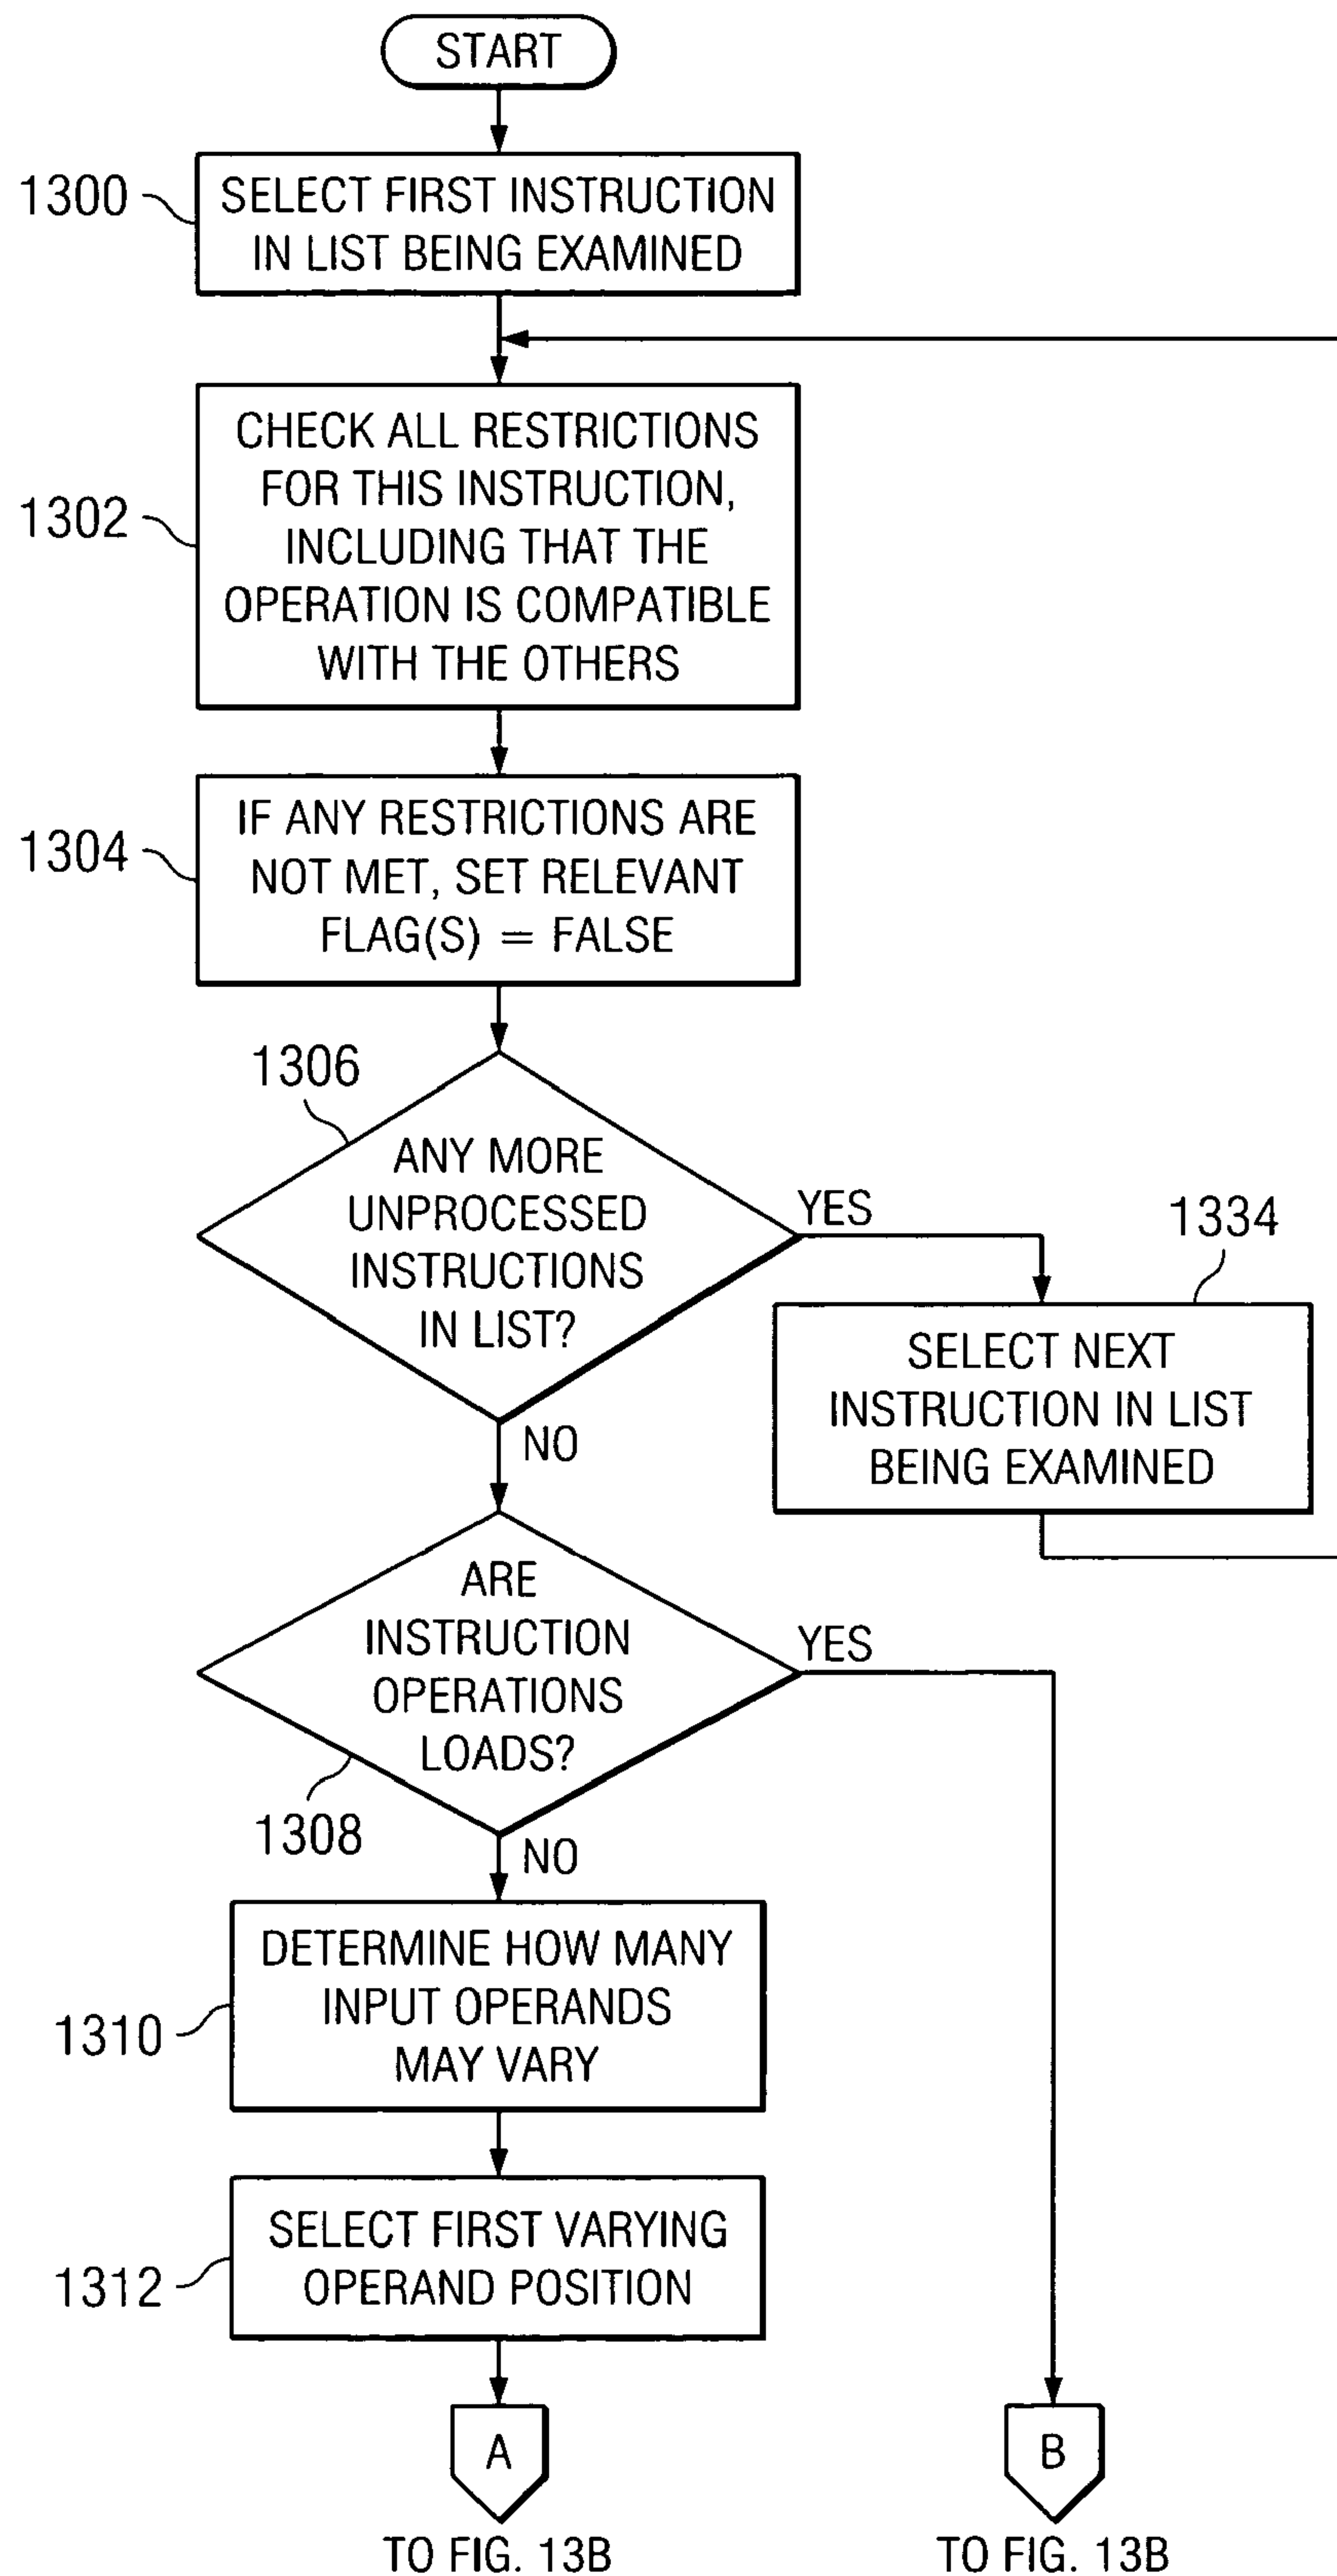 START
1300
SELECT FIRST INSTRUCTION
IN LIST BEING EXAMINED
1302
CHECK ALL RESTRICTIONS
FOR THIS INSTRUCTION,
INCLUDING THAT THE
OPERATION IS COMPATIBLE
WITH THE OTHERS
1304
IF ANY RESTRICTIONS ARE
NOT MET, SET RELEVANT
FLAG(S) = FALSE
1306
ANY MORE
UNPROCESSED
INSTRUCTIONS
IN LIST?
YES
1334
SELECT NEXT
INSTRUCTION IN LIST
BEING EXAMINED
NO
ARE
INSTRUCTION
OPERATIONS
LOADS?
YES
1308
NO
1310
DETERMINE HOW MANY
INPUT OPERANDS
MAY VARY
1312
SELECT FIRST VARYING
OPERAND POSITION
A
B
TO FIG. 13B
TO FIG. 13B